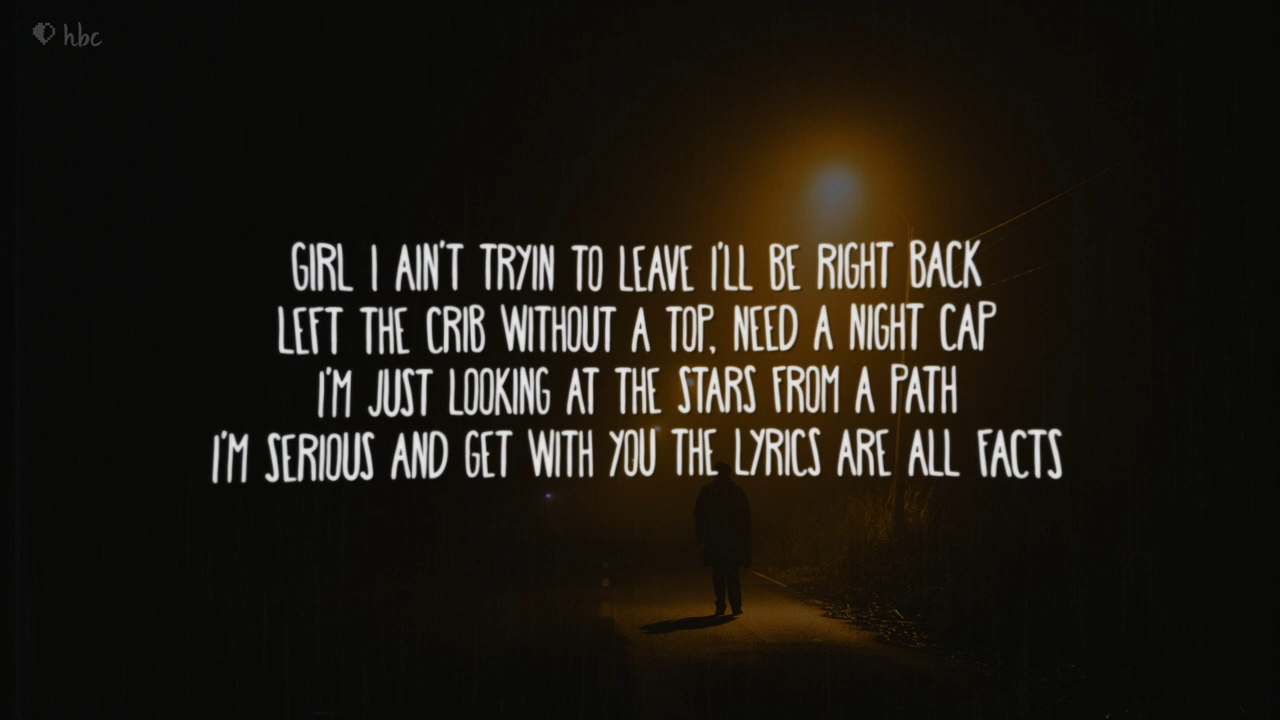 hbc
GIRL I AIN'T TRYIN TO LEAVE I'LL BE RIGHT BACK
LEFT THE CRIB WITHOUT A TOP, NEED A NIGHT CAP
I'M JUST LOOKING AT THE STARS FROM A PATH
I'M SERIOUS AND GET WITH YOU THE LYRICS ARE ALL FACTS